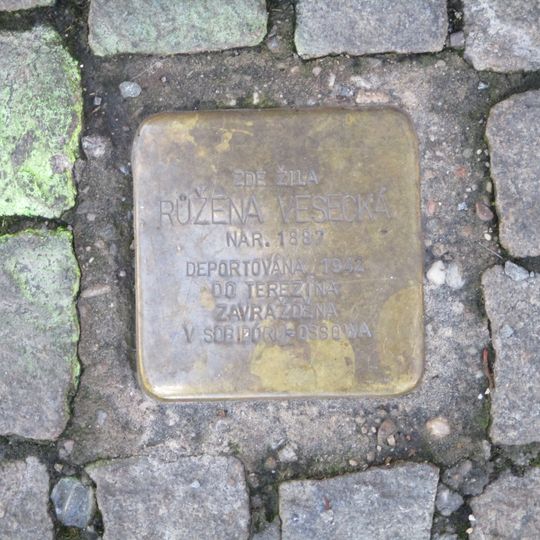 ZDE ŽILA
RŮŽENA VESECKÁ
NAR. 1887
DEPORTOVÁNA 1942
DO TEREZÍNA
ZAVRAŽDĚNA
V SOBIBORU-OSSOWA